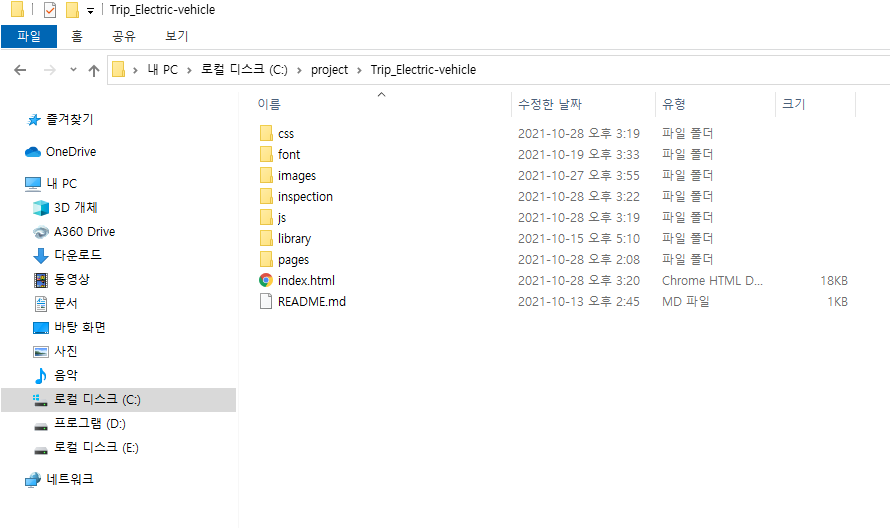 Trip_Electric-vehicle
파일 홈 공유 보기
내 PC 로컬 디스크 (C:) project Trip_Electric-vehicle
즐겨찾기
OneDrive
내 PC
3D 개체
A360 Drive
다운로드
동영상
문서
바탕 화면
사진
음악
로컬 디스크 (C:)
프로그램 (D:)
로컬 디스크 (E:)
네트워크
이름 수정한 날짜 유형 크기
css 2021-10-28 오후 3:19 파일 폴더
font 2021-10-19 오후 3:33 파일 폴더
images 2021-10-27 오후 3:55 파일 폴더
inspection 2021-10-28 오후 3:22 파일 폴더
js 2021-10-28 오후 3:19 파일 폴더
library 2021-10-15 오후 5:10 파일 폴더
pages 2021-10-28 오후 2:08 파일 폴더
index.html 2021-10-28 오후 3:20 Chrome HTML D... 18KB
README.md 2021-10-13 오후 2:45 MD 파일 1KB